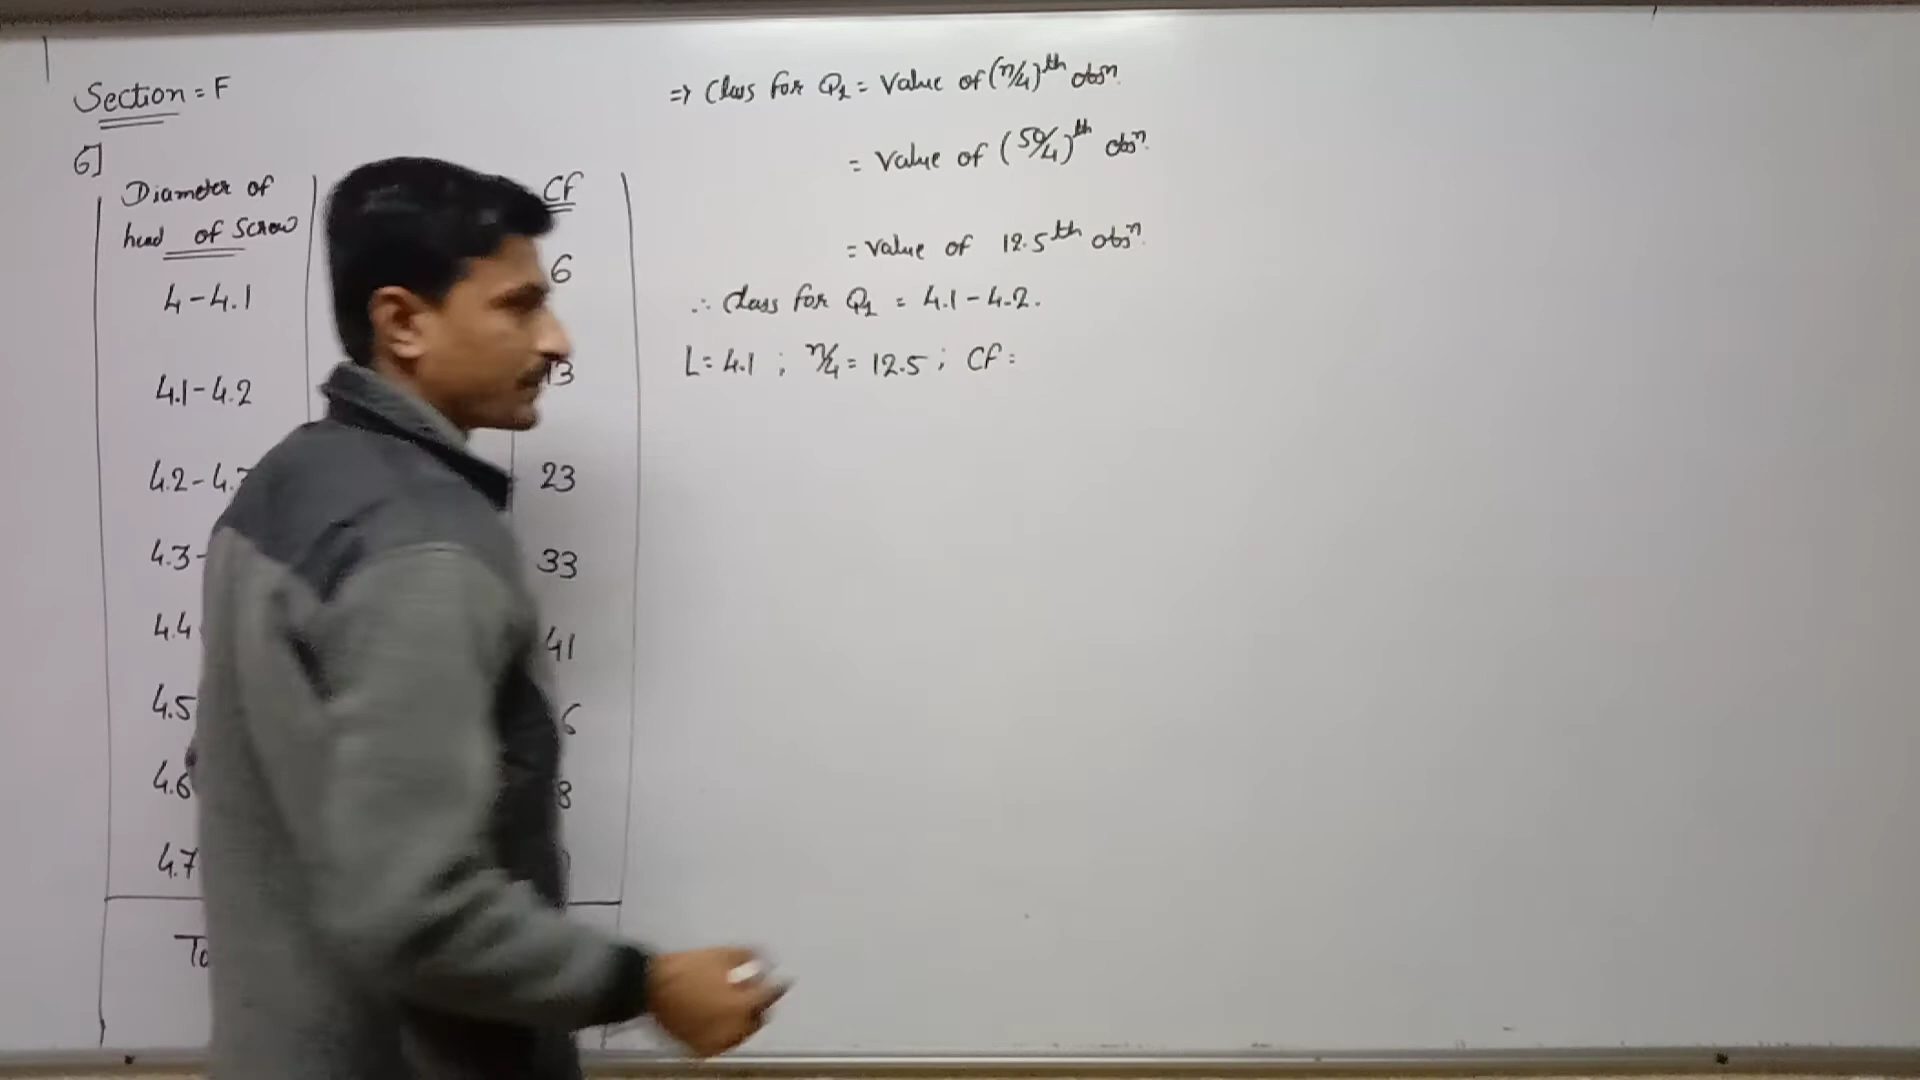 Section = F
6]
Diameter of
head of Screw
Cf
4-4.1
6
4.1-4.2
13
4.2-4.
23
4.3-
33
4.4
41
4.5
6
4.6
8
4.7
To
⇒ Class for Q₁ = Value of (n/4)th obsn.
= Value of (50/4)th obsn.
= Value of 12.5th obsn.
∴ Class for Q₁ = 4.1-4.2.
L = 4.1 ; n/4 = 12.5 ; Cf =